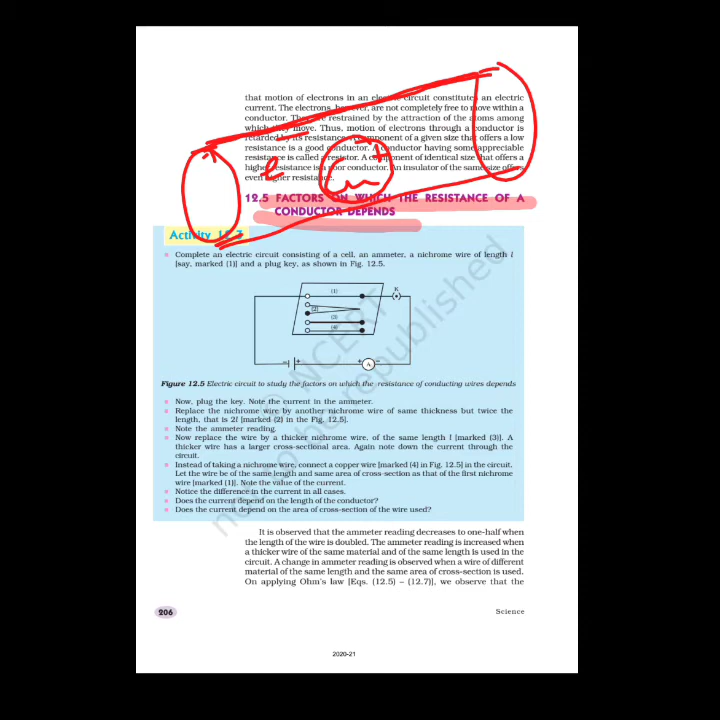 that motion of electrons in an electric circuit constitutes an electric
current. The electrons, however, are not completely free to move within a
conductor. They are restrained by the attraction of the atoms among
which they move. Thus, motion of electrons through a conductor is
retarded by its resistance. A component of a given size that offers a low
resistance is a good conductor. A conductor having some appreciable
resistance is called a resistor. A component of identical size that offers a
higher resistance is a poor conductor. An insulator of the same size offers
even higher resistance.
12.5 FACTORS ON WHICH THE RESISTANCE OF A
CONDUCTOR DEPENDS
Activity 12.3
Complete an electric circuit consisting of a cell, an ammeter, a nichrome wire of length l
[say, marked (1)] and a plug key, as shown in Fig. 12.5.
(1)
K
(2)
(3)
(4)
− + + A −
Figure 12.5 Electric circuit to study the factors on which the resistance of conducting wires depends
Now, plug the key. Note the current in the ammeter.
Replace the nichrome wire by another nichrome wire of same thickness but twice the
length, that is 2l [marked (2) in the Fig. 12.5].
Note the ammeter reading.
Now replace the wire by a thicker nichrome wire, of the same length l [marked (3)]. A
thicker wire has a larger cross-sectional area. Again note down the current through the
circuit.
Instead of taking a nichrome wire, connect a copper wire [marked (4) in Fig. 12.5] in the circuit.
Let the wire be of the same length and same area of cross-section as that of the first nichrome
wire [marked (1)]. Note the value of the current.
Notice the difference in the current in all cases.
Does the current depend on the length of the conductor?
Does the current depend on the area of cross-section of the wire used?
© NCERT
not to be republished
It is observed that the ammeter reading decreases to one-half when
the length of the wire is doubled. The ammeter reading is increased when
a thicker wire of the same material and of the same length is used in the
circuit. A change in ammeter reading is observed when a wire of different
material of the same length and the same area of cross-section is used.
On applying Ohm's law [Eqs. (12.5) – (12.7)], we observe that the
206
Science
2020-21